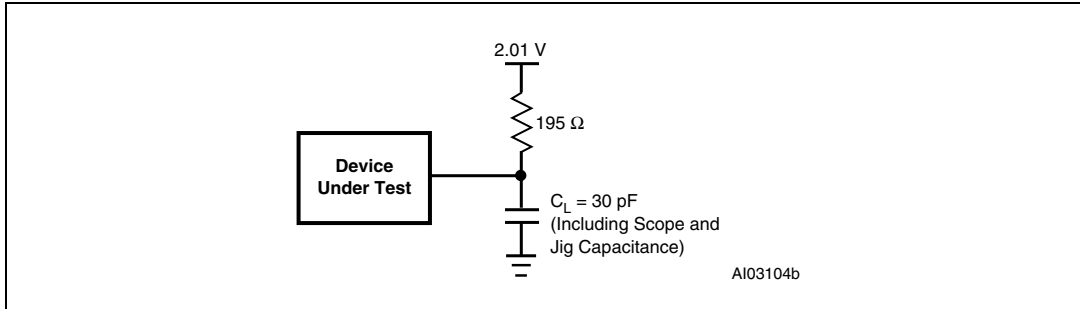 2.01 V
195 Ω
Device
Under Test
C_L = 30 pF
(Including Scope and
Jig Capacitance)
AI03104b